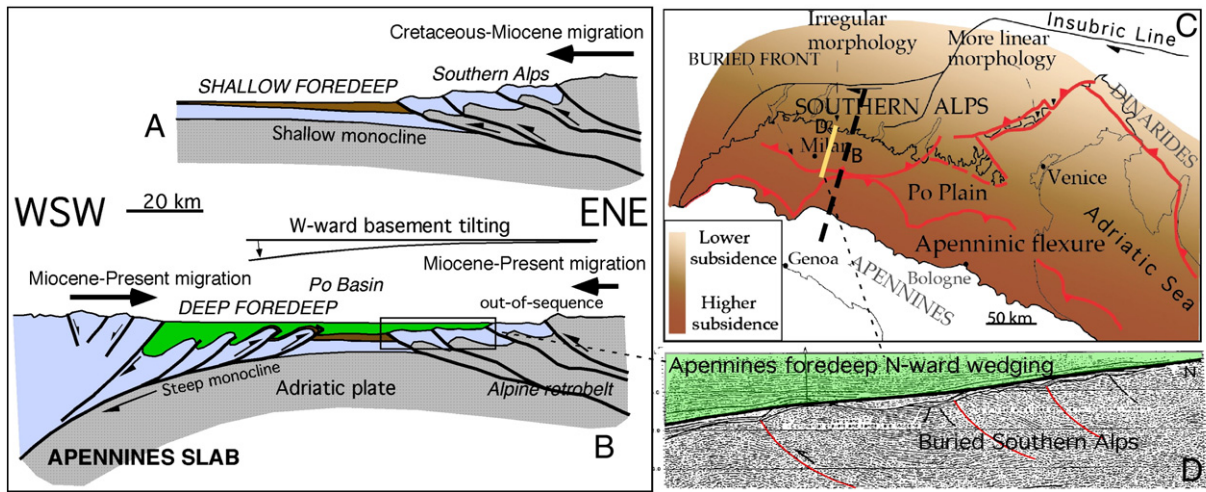 Cretaceous-Miocene migration
Southern Alps
SHALLOW FOREDEEP
A
Shallow monocline
WSW
20 km
ENE
W-ward basement tilting
Miocene-Present migration
Po Basin
Miocene-Present migration
DEEP FOREDEEP
out-of-sequence
Steep monocline
Adriatic plate
Alpine retrobelt
APENNINES SLAB
B
C
Irregular
morphology
Insubric Line
More linear
morphology
BURIED FRONT
SOUTHERN ALPS
DINARIDES
D
Milan
B
Venice
Po Plain
Adriatic Sea
Lower
subsidence
Apenninic flexure
Genoa
APENNINES
Bologne
Higher
subsidence
50 km
Apennines foredeep N-ward wedging
N
Buried Southern Alps
D